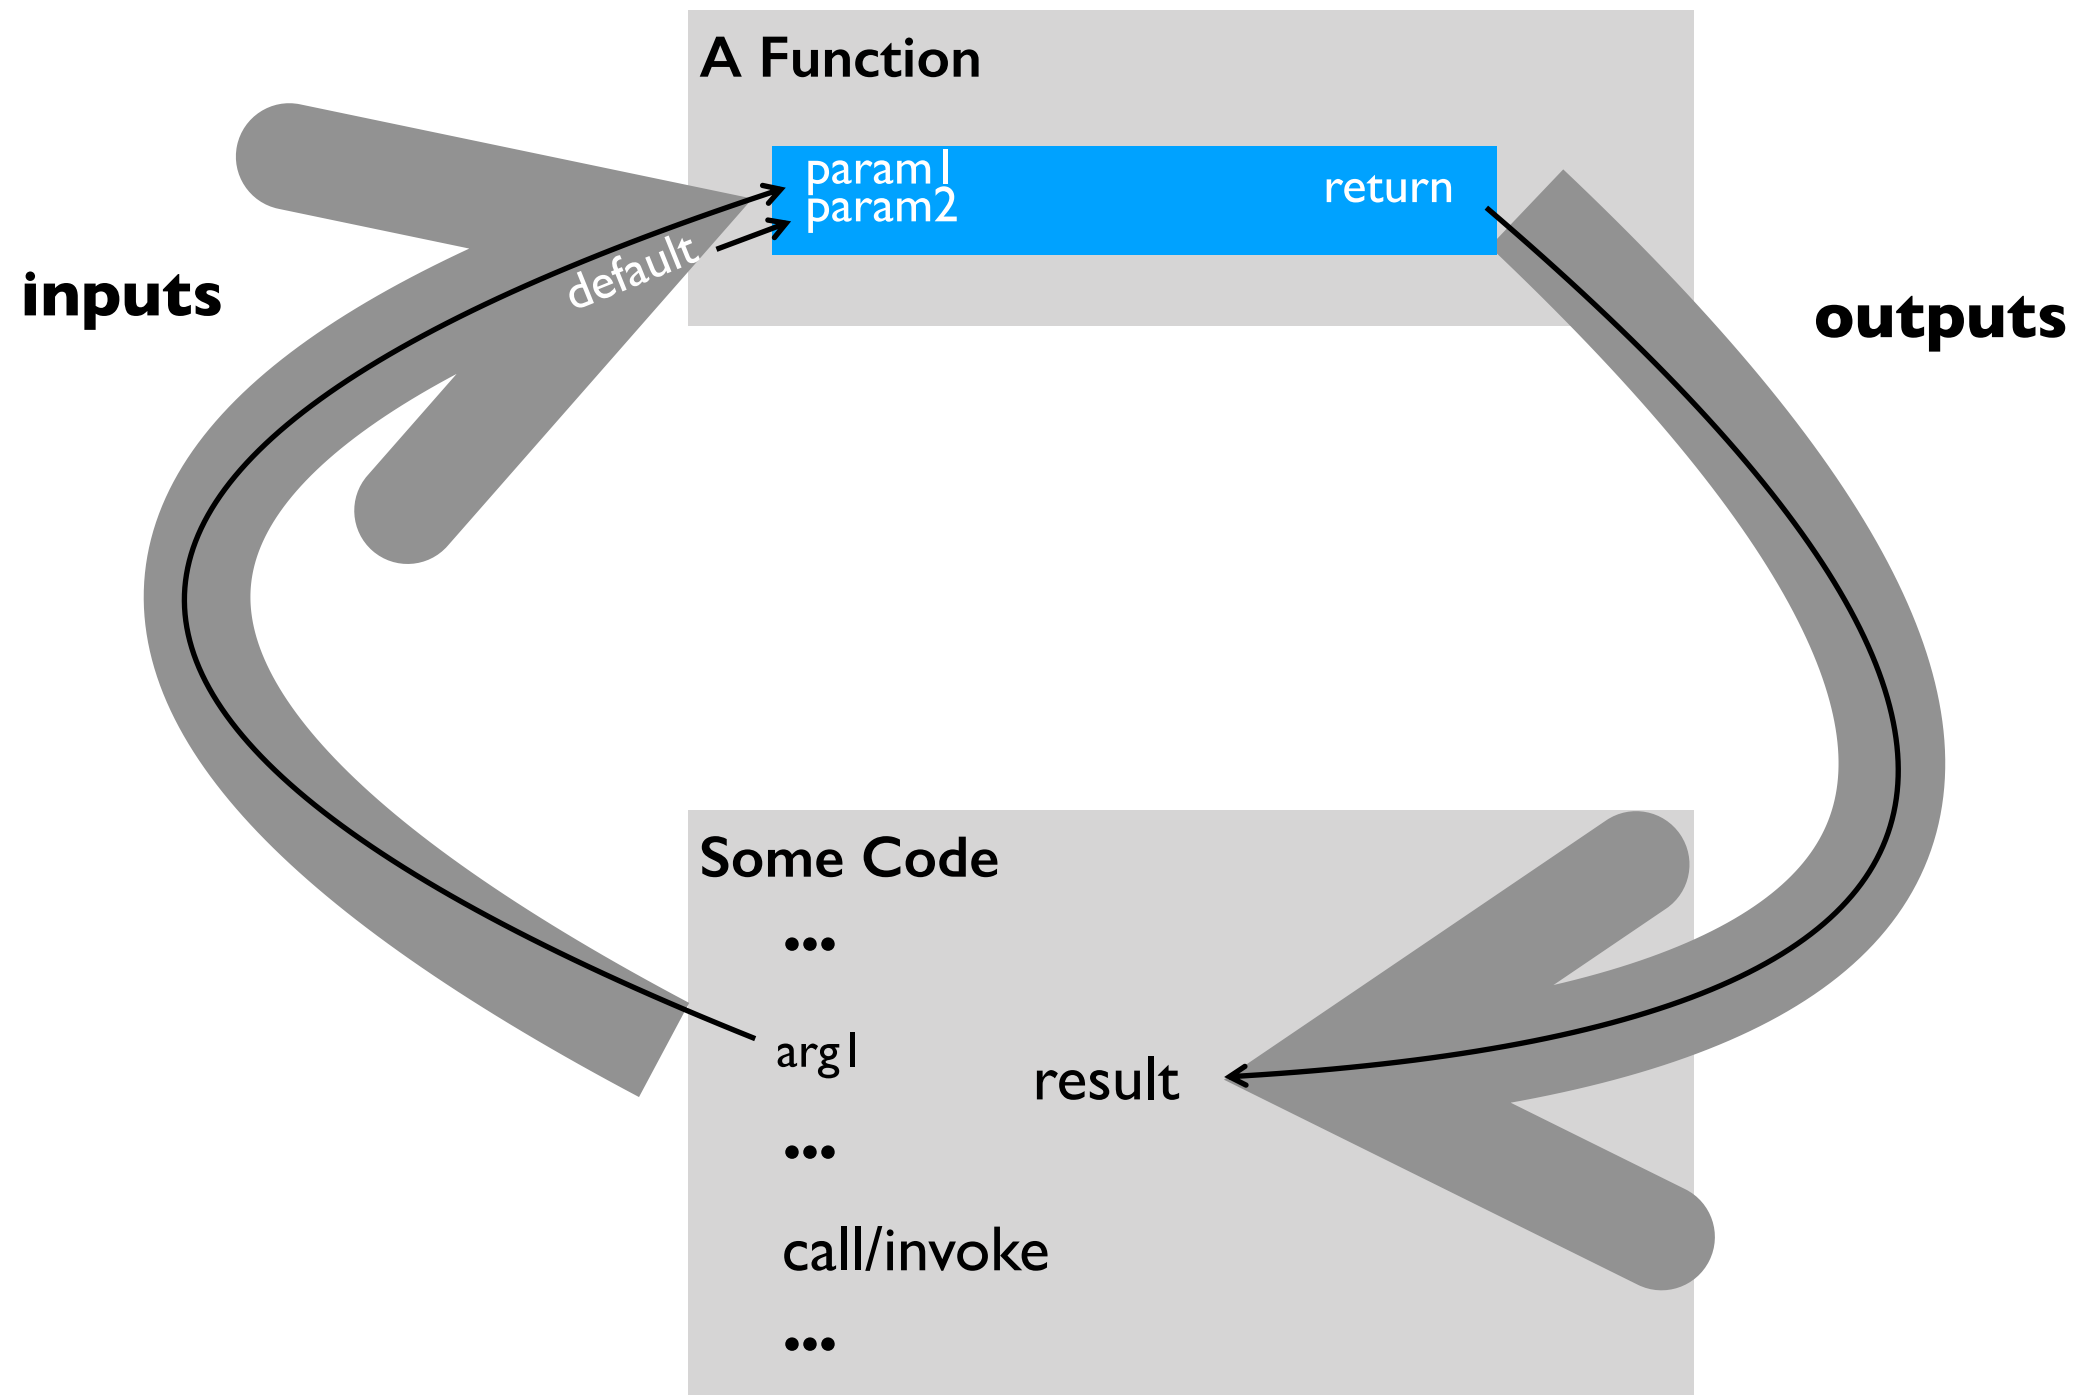 A Function
param1
param2
return
default
inputs
outputs
Some Code
...
arg1
result
...
call/invoke
...